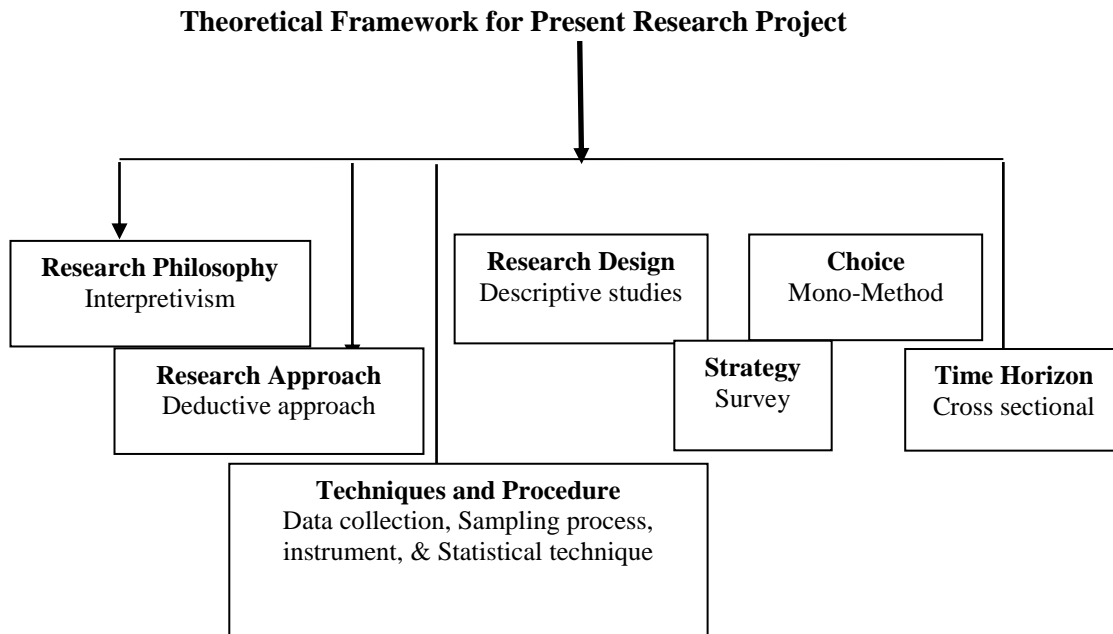 Theoretical Framework for Present Research Project
Research Philosophy
Interpretivism
Research Design
Descriptive studies
Choice
Mono-Method
Research Approach
Deductive approach
Strategy
Survey
Time Horizon
Cross sectional
Techniques and Procedure
Data collection, Sampling process,
instrument, & Statistical technique